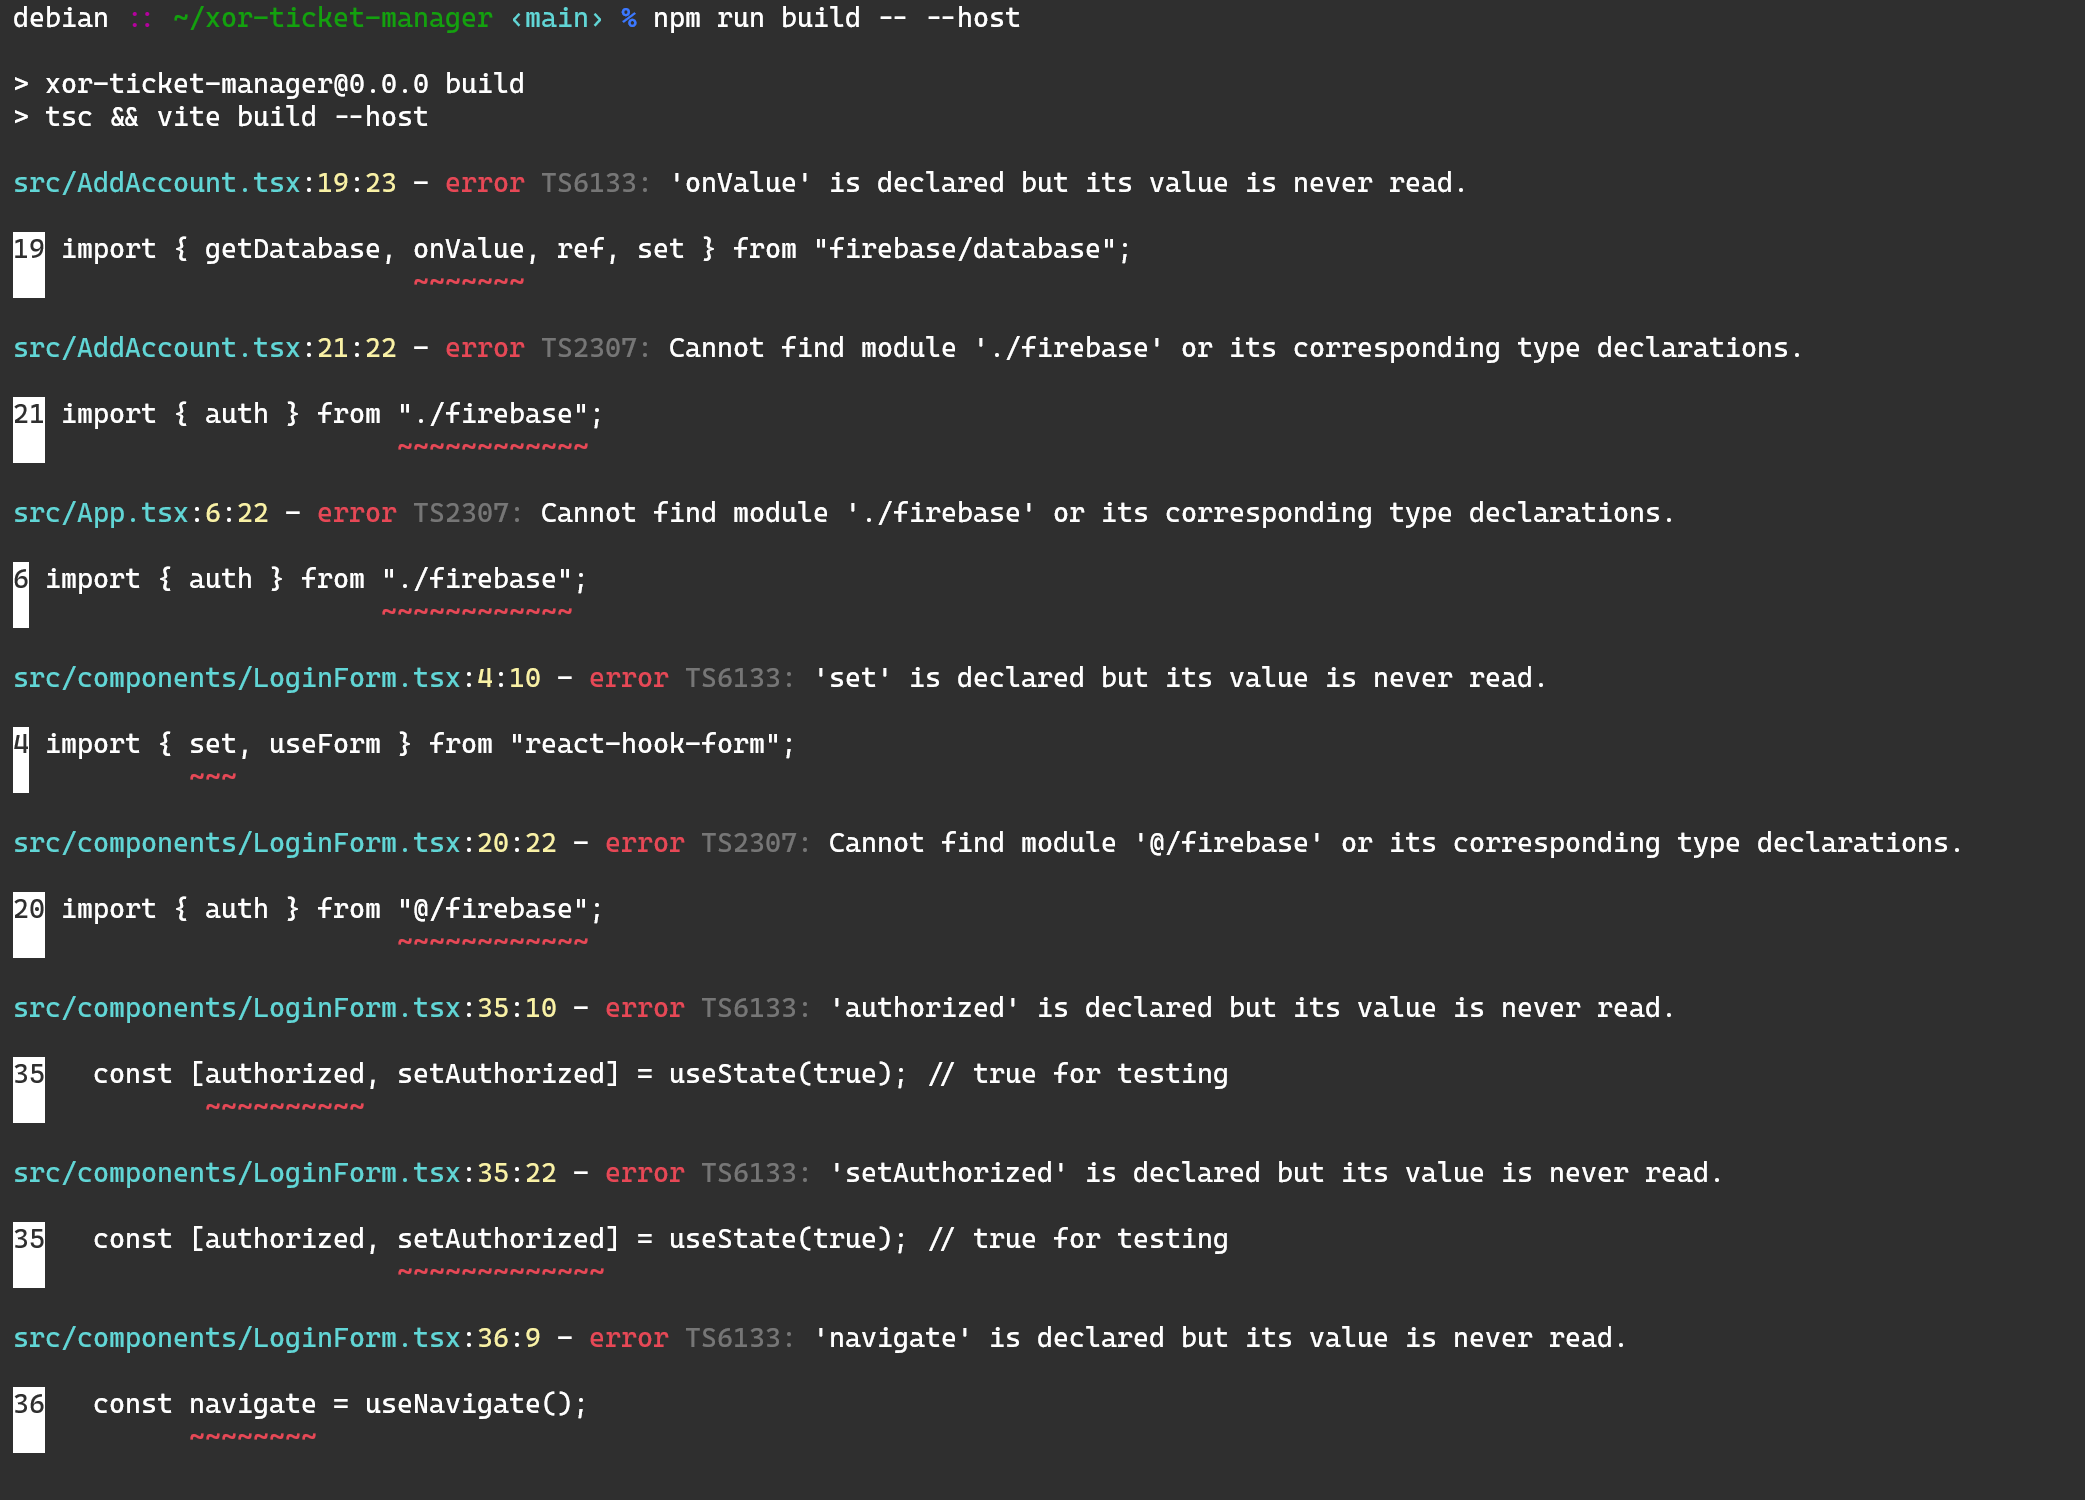 debian :: ~/xor-ticket-manager ‹main› % npm run build -- --host
> xor-ticket-manager@0.0.0 build
> tsc && vite build --host
src/AddAccount.tsx:19:23 - error TS6133: 'onValue' is declared but its value is never read.
19 import { getDatabase, onValue, ref, set } from "firebase/database";
~~~~~~~
src/AddAccount.tsx:21:22 - error TS2307: Cannot find module './firebase' or its corresponding type declarations.
21 import { auth } from "./firebase";
~~~~~~~~~~~~
src/App.tsx:6:22 - error TS2307: Cannot find module './firebase' or its corresponding type declarations.
6 import { auth } from "./firebase";
~~~~~~~~~~~~
src/components/LoginForm.tsx:4:10 - error TS6133: 'set' is declared but its value is never read.
4 import { set, useForm } from "react-hook-form";
~~~
src/components/LoginForm.tsx:20:22 - error TS2307: Cannot find module '@/firebase' or its corresponding type declarations.
20 import { auth } from "@/firebase";
~~~~~~~~~~~~
src/components/LoginForm.tsx:35:10 - error TS6133: 'authorized' is declared but its value is never read.
35   const [authorized, setAuthorized] = useState(true); // true for testing
~~~~~~~~~~
src/components/LoginForm.tsx:35:22 - error TS6133: 'setAuthorized' is declared but its value is never read.
35   const [authorized, setAuthorized] = useState(true); // true for testing
~~~~~~~~~~~~~
src/components/LoginForm.tsx:36:9 - error TS6133: 'navigate' is declared but its value is never read.
36   const navigate = useNavigate();
~~~~~~~~